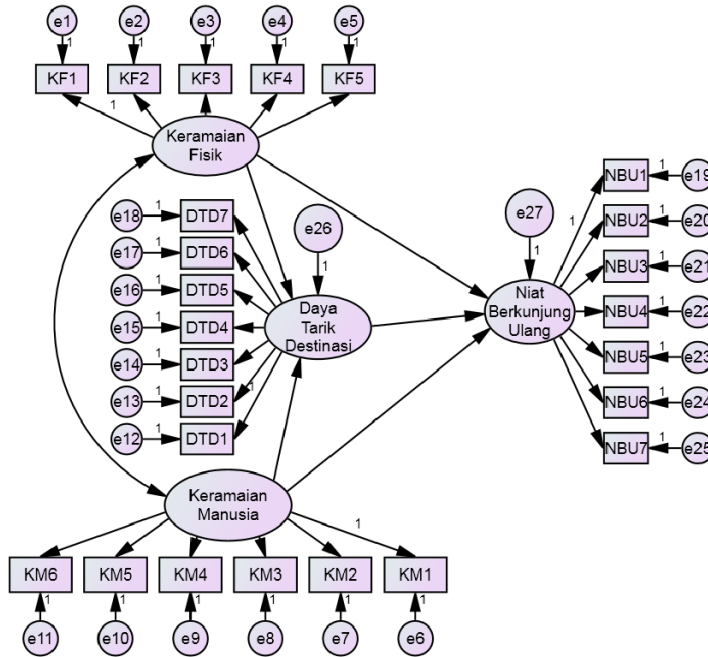 e1 e2 e3 e4 e5
1 1 1 1 1
KF1 KF2 KF3 KF4 KF5
1
Keramaian
Fisik
e18 1 DTD7
e17 1 DTD6
e16 1 DTD5
e15 1 DTD4
e14 1 DTD3
e13 1 DTD2
e12 1 DTD1
1
e26
1
Daya
Tarik
Destinasi
e27
1
Niat
Berkunjung
Ulang
1
NBU1 1 e19
NBU2 1 e20
NBU3 1 e21
NBU4 1 e22
NBU5 1 e23
NBU6 1 e24
NBU7 1 e25
Keramaian
Manusia
1
KM6 KM5 KM4 KM3 KM2 KM1
1 1 1 1 1 1
e11 e10 e9 e8 e7 e6